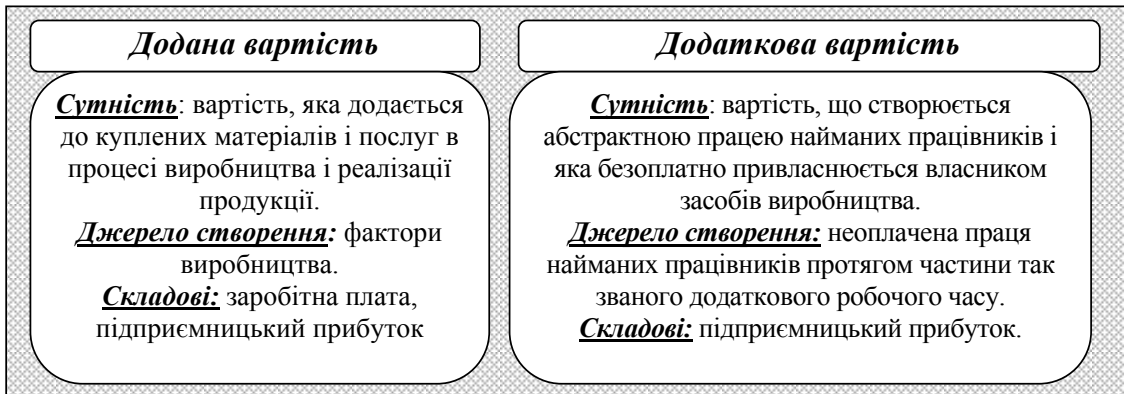 Додана вартість
Сутність: вартість, яка додається
до куплених матеріалів і послуг в
процесі виробництва і реалізації
продукції.
Джерело створення: фактори
виробництва.
Складові: заробітна плата,
підприємницький прибуток
Додаткова вартість
Сутність: вартість, що створюється
абстрактною працею найманих працівників і
яка безоплатно привласнюється власником
засобів виробництва.
Джерело створення: неоплачена праця
найманих працівників протягом частини так
званого додаткового робочого часу.
Складові: підприємницький прибуток.